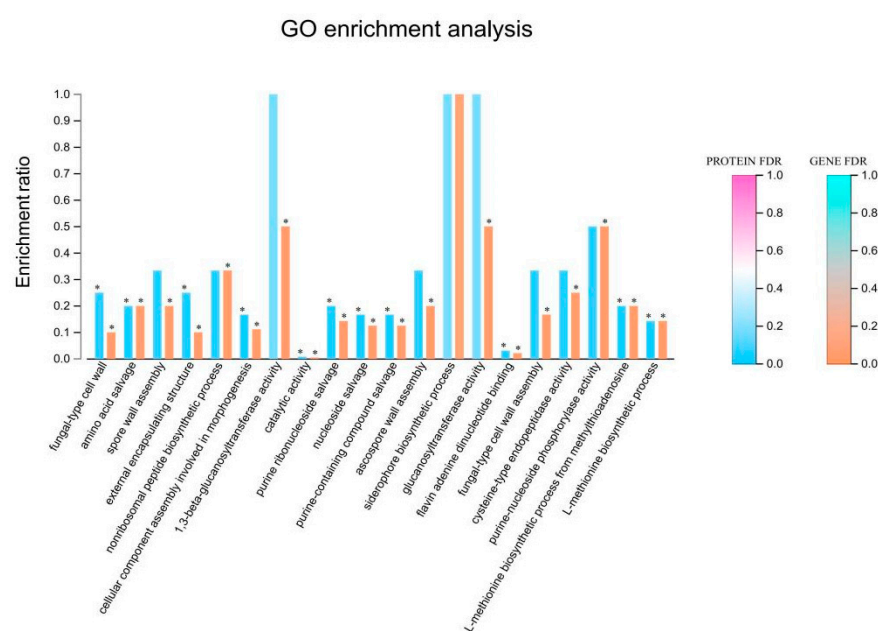 GO enrichment analysis
Enrichment ratio
1.0
0.9
0.8
0.7
0.6
0.5
0.4
0.3
0.2
0.1
0.0
* * * * * * * * * * * * * * * * * * * * * * * * * * * * * * *
fungal-type cell wall
amino acid salvage
spore wall assembly
external encapsulating structure
nonribosomal peptide biosynthetic process
cellular component assembly involved in morphogenesis
1,3-beta-glucanosyltransferase activity
catalytic activity
purine ribonucleoside salvage
nucleoside salvage
purine-containing compound salvage
ascospore wall assembly
siderophore biosynthetic process
glucanosyltransferase activity
flavin adenine dinucleotide binding
fungal-type cell wall assembly
cysteine-type endopeptidase activity
purine-nucleoside phosphorylase activity
L-methionine biosynthetic process from methylthioadenosine
L-methionine biosynthetic process
PROTEIN FDR
1.0
0.8
0.6
0.4
0.2
0.0
GENE FDR
1.0
0.8
0.6
0.4
0.2
0.0